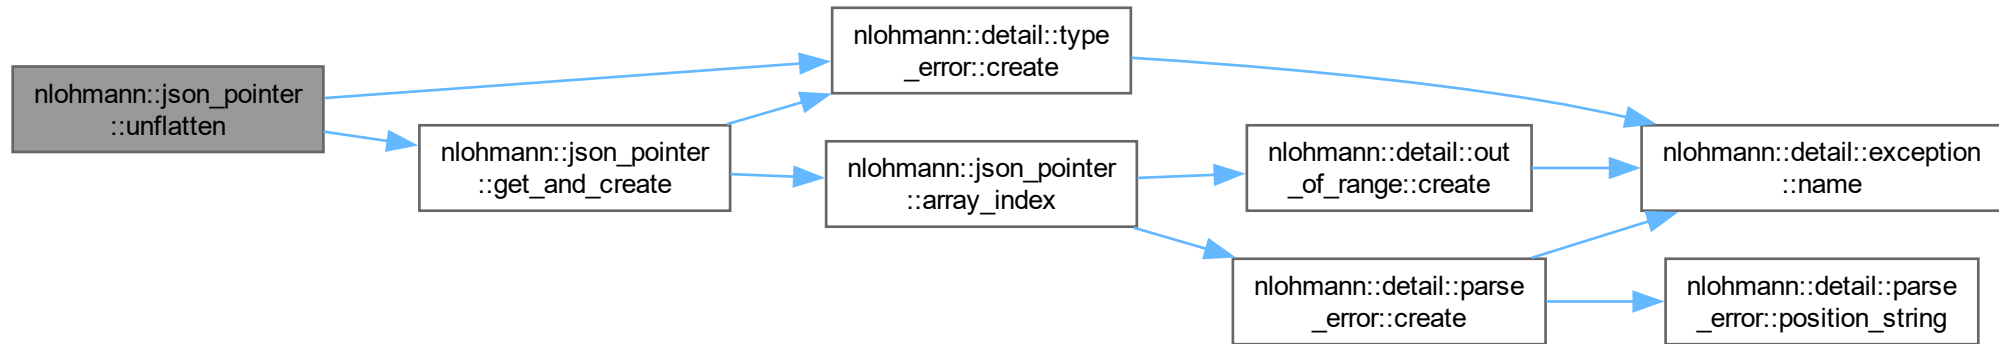 nlohmann::json_pointer
::unflatten
nlohmann::detail::type
_error::create
nlohmann::json_pointer
::get_and_create
nlohmann::json_pointer
::array_index
nlohmann::detail::out
_of_range::create
nlohmann::detail::exception
::name
nlohmann::detail::parse
_error::create
nlohmann::detail::parse
_error::position_string